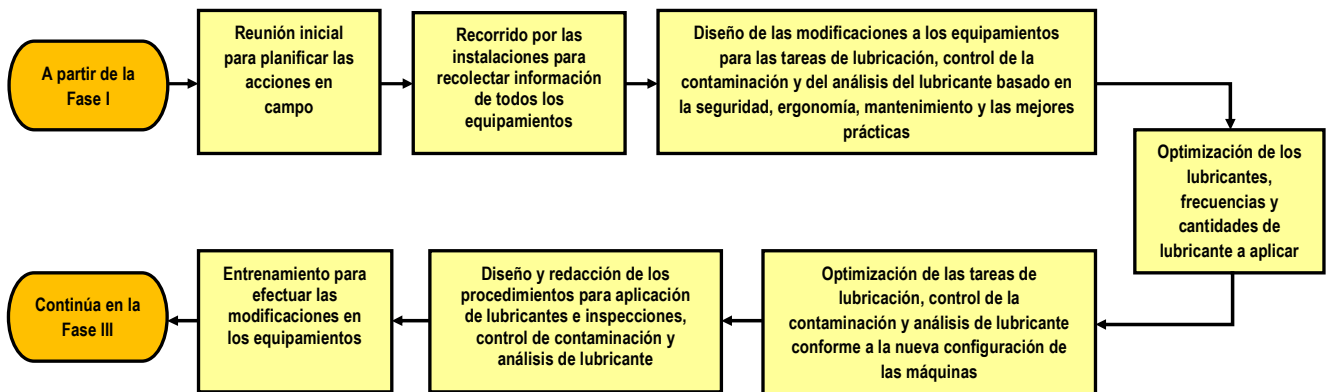 A partir de la
Fase I
Reunión inicial
para planificar las
acciones en
campo
Recorrido por las
instalaciones para
recolectar información
de todos los
equipamientos
Diseño de las modificaciones a los equipamientos
para las tareas de lubricación, control de la
contaminación y del análisis del lubricante basado en
la seguridad, ergonomía, mantenimiento y las mejores
prácticas
Optimización de los
lubricantes,
frecuencias y
cantidades de
lubricante a aplicar
Optimización de las tareas de
lubricación, control de la
contaminación y análisis de lubricante
conforme a la nueva configuración de
las máquinas
Diseño y redacción de los
procedimientos para aplicación
de lubricantes e inspecciones,
control de contaminación y
análisis de lubricante
Entrenamiento para
efectuar las
modificaciones en
los equipamientos
Continúa en la
Fase III